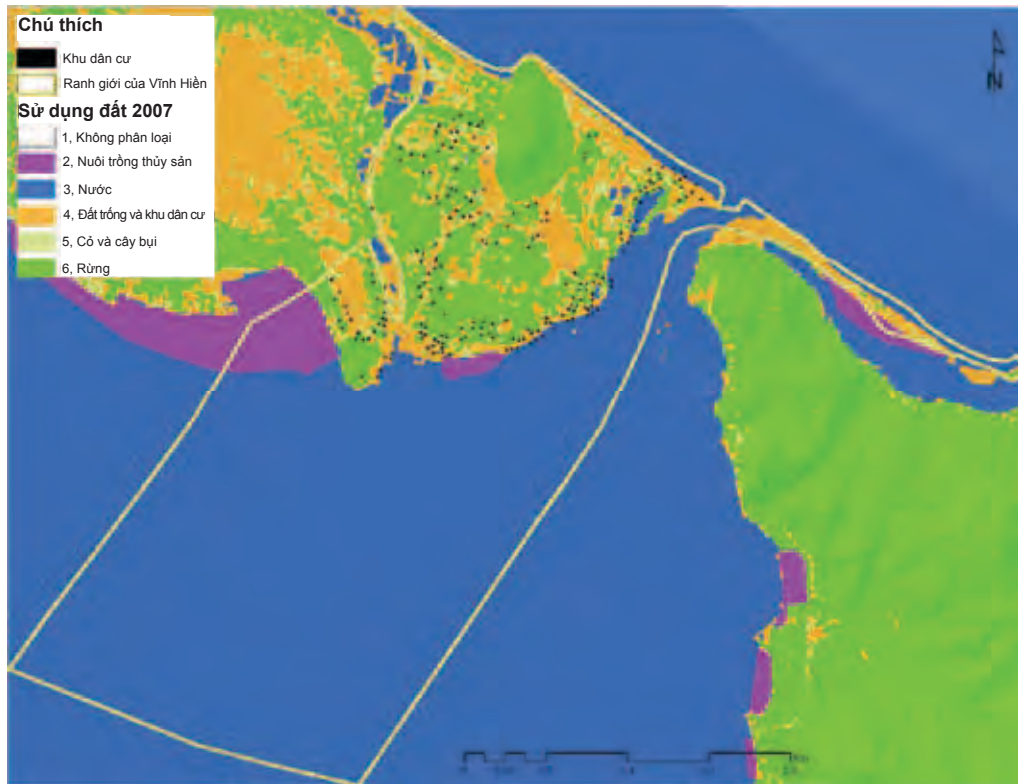 Chú thích
Khu dân cư
Ranh giới của Vĩnh Hiền
Sử dụng đất 2007
1, Không phân loại
2, Nuôi trồng thủy sản
3, Nước
4, Đất trống và khu dân cư
5, Cỏ và cây bụi
6, Rừng